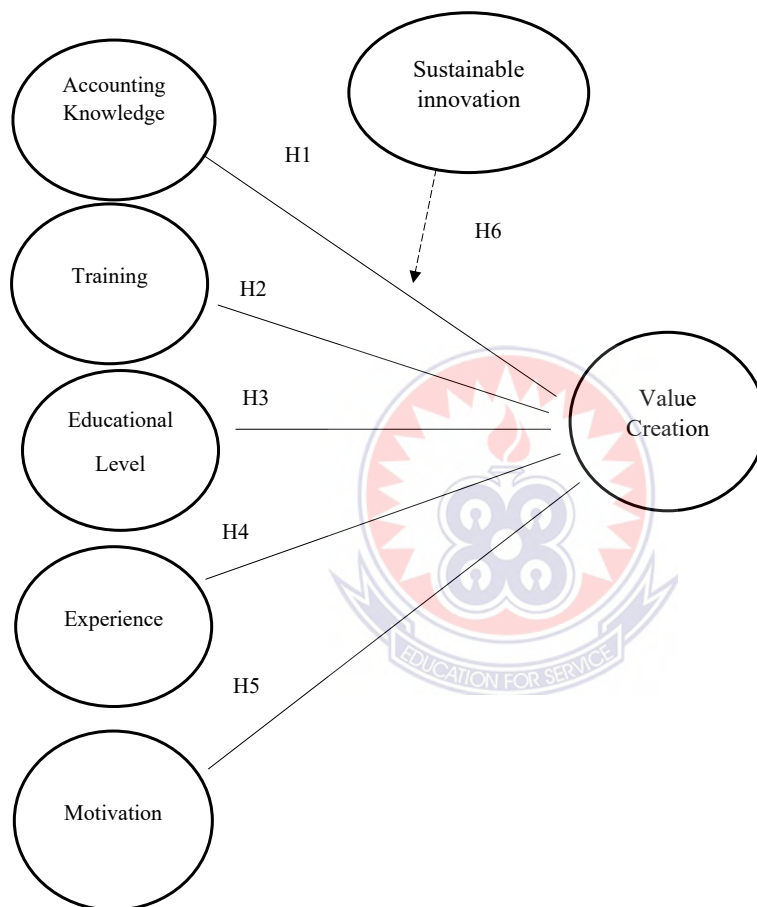 Accounting
Knowledge
Sustainable
innovation
H1
H6
Training
H2
Educational
Level
H3
Value
Creation
H4
Experience
EDUCATION FOR SERVICE
H5
Motivation